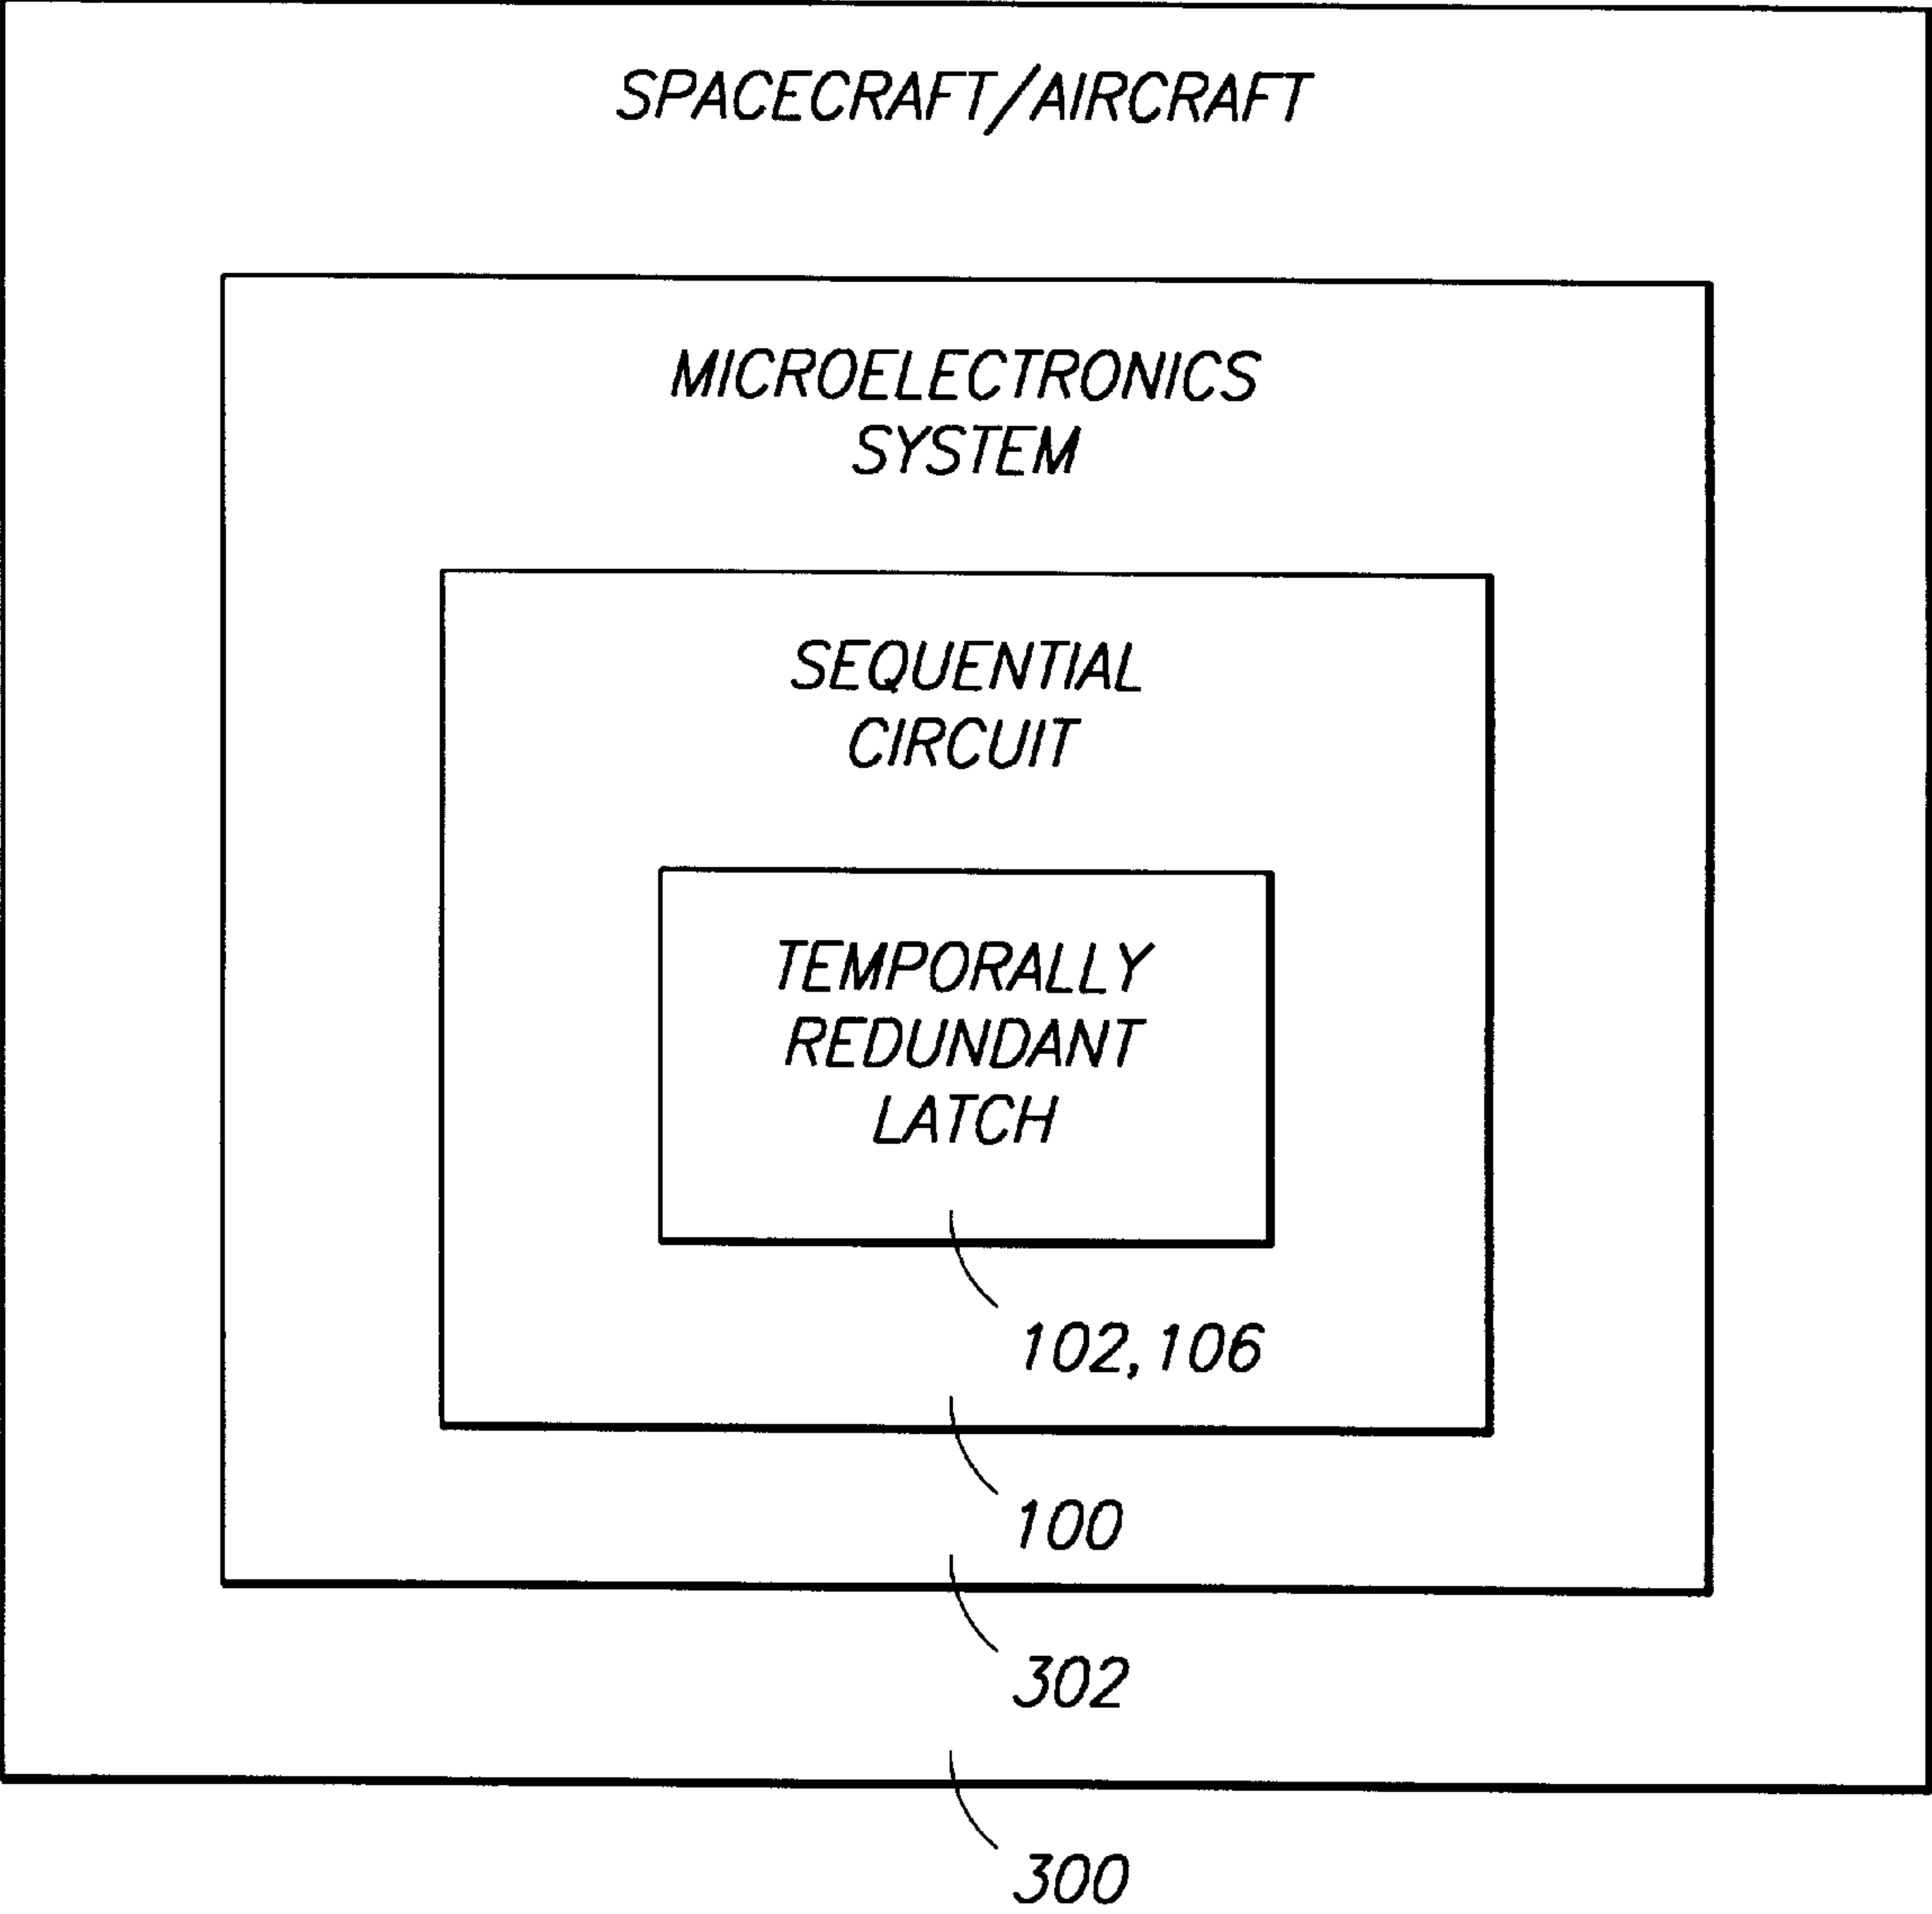 SPACECRAFT/AIRCRAFT
MICROELECTRONICS
SYSTEM
SEQUENTIAL
CIRCUIT
TEMPORALLY
REDUNDANT
LATCH
102,106
100
302
300